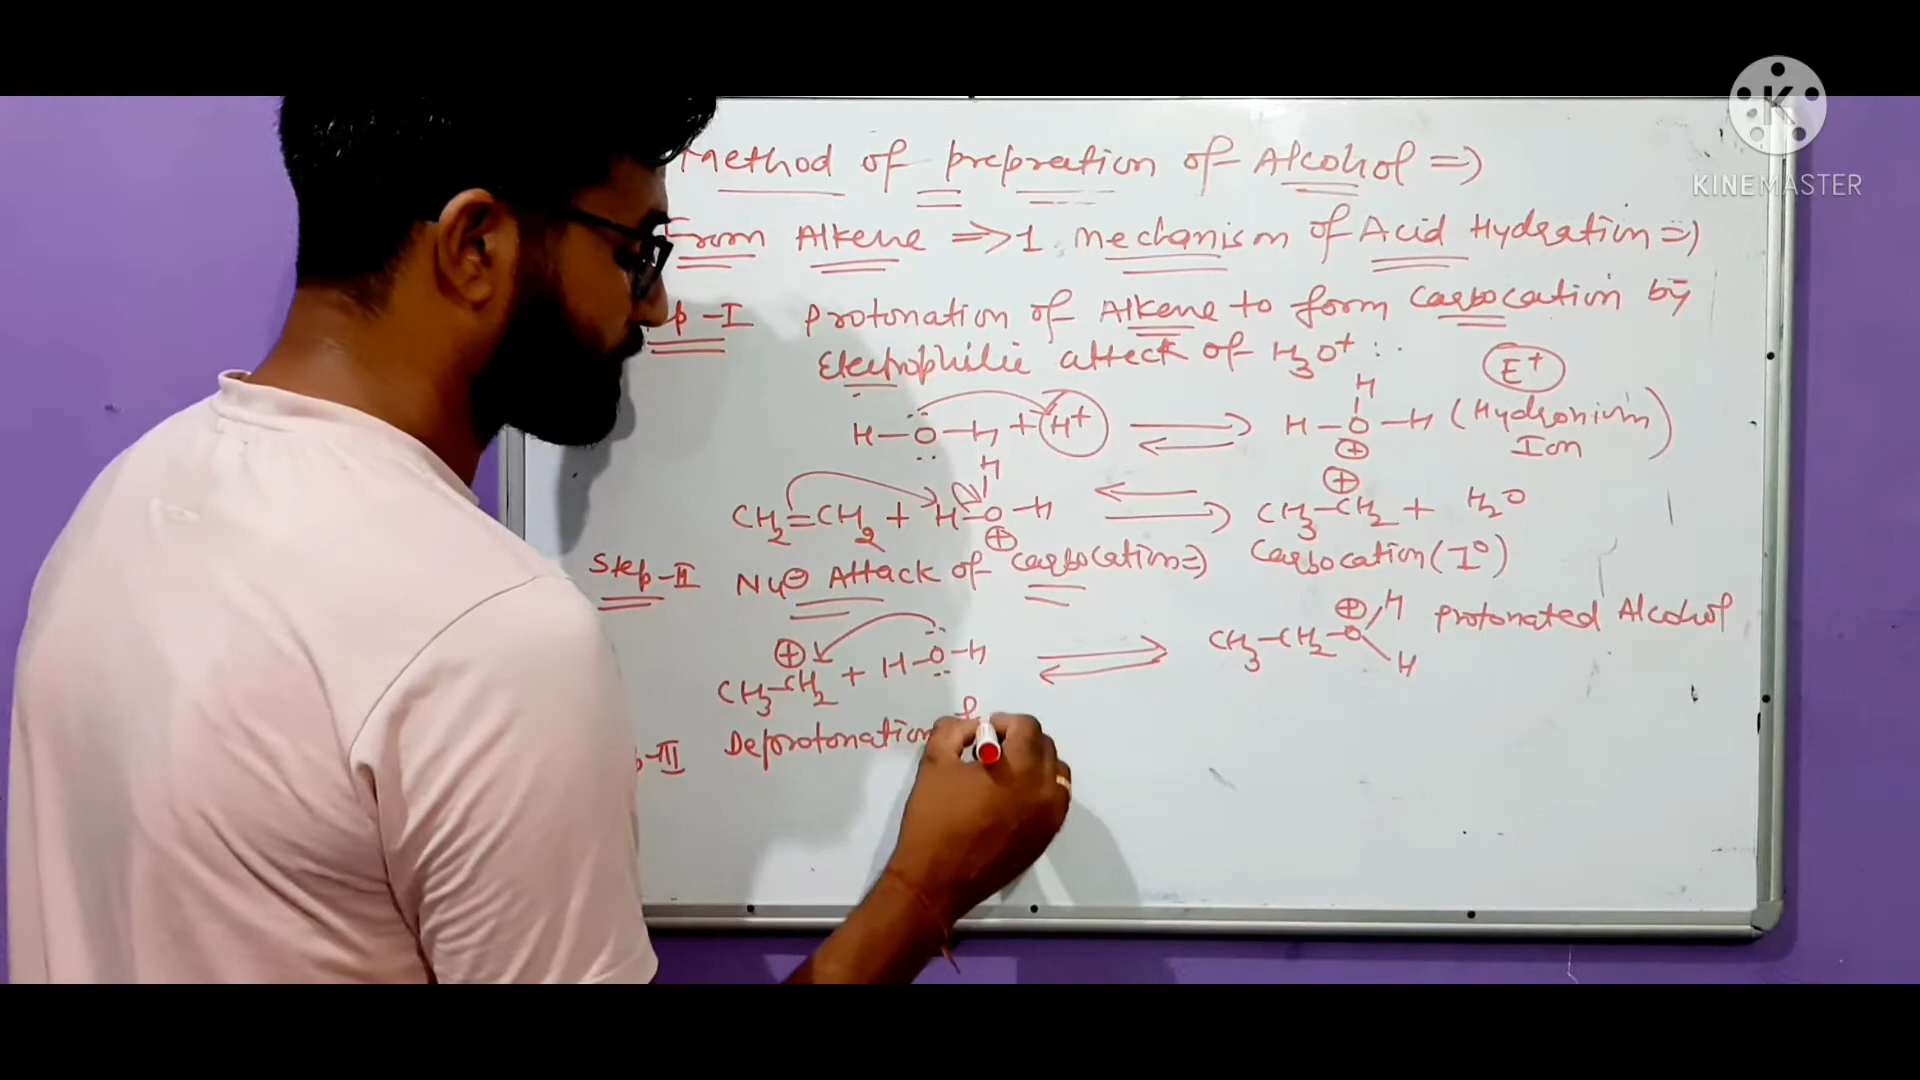 Method of prepration of Alcohol =>
From Alkene => 1. Mechanism of Acid Hydration =>
p-I Protonation of Alkene to form Carbocation by
Electrophilic attack of H3O+ :.
E+
H-O-H + H+ ⇌ H-O-H (Hydronium
H
⊕
Ion
CH2=CH2 + H-O-H ⇌ CH3-CH2 + H2O
H
⊕
⊕
Carbocation (1°)
Step-II Nu⊖ Attack of Carbocation =>
CH3-CH2 + H-O-H ⇌ CH3-CH2-O
⊕
⊕
H
H
Protonated Alcohol
p-III Deprotonation
KINEMASTER